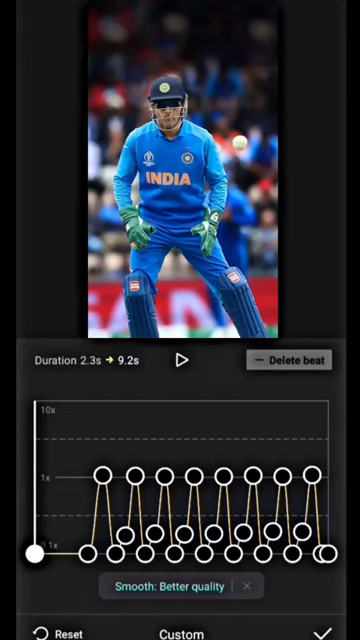 INDIA
Duration 2.3s 9.2s
Delete beat
10x
1x
0.1x
Smooth: Better quality
Reset Custom